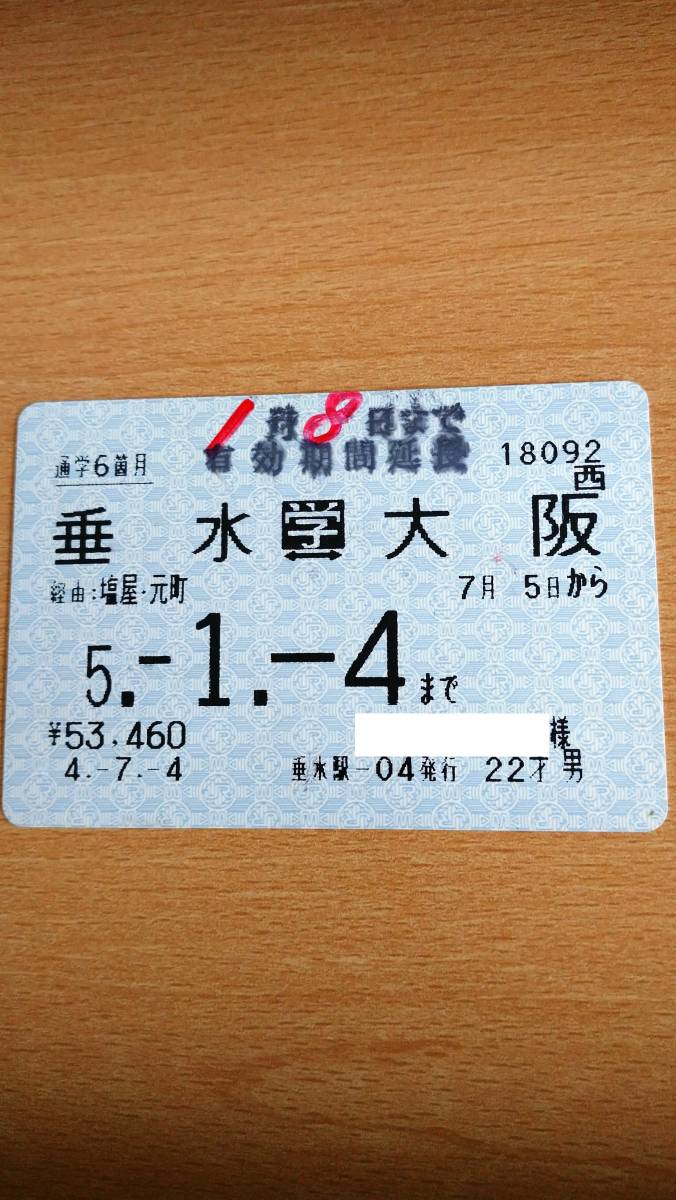 1月8日まで
有効期間延長
通学6箇月
18092
西
垂水 学 ↔ 大阪
経由:塩屋・元町
7月 5日から
5.-1.-4まで
¥53,460
様
4.-7.-4
垂水駅-04発行 22才 男